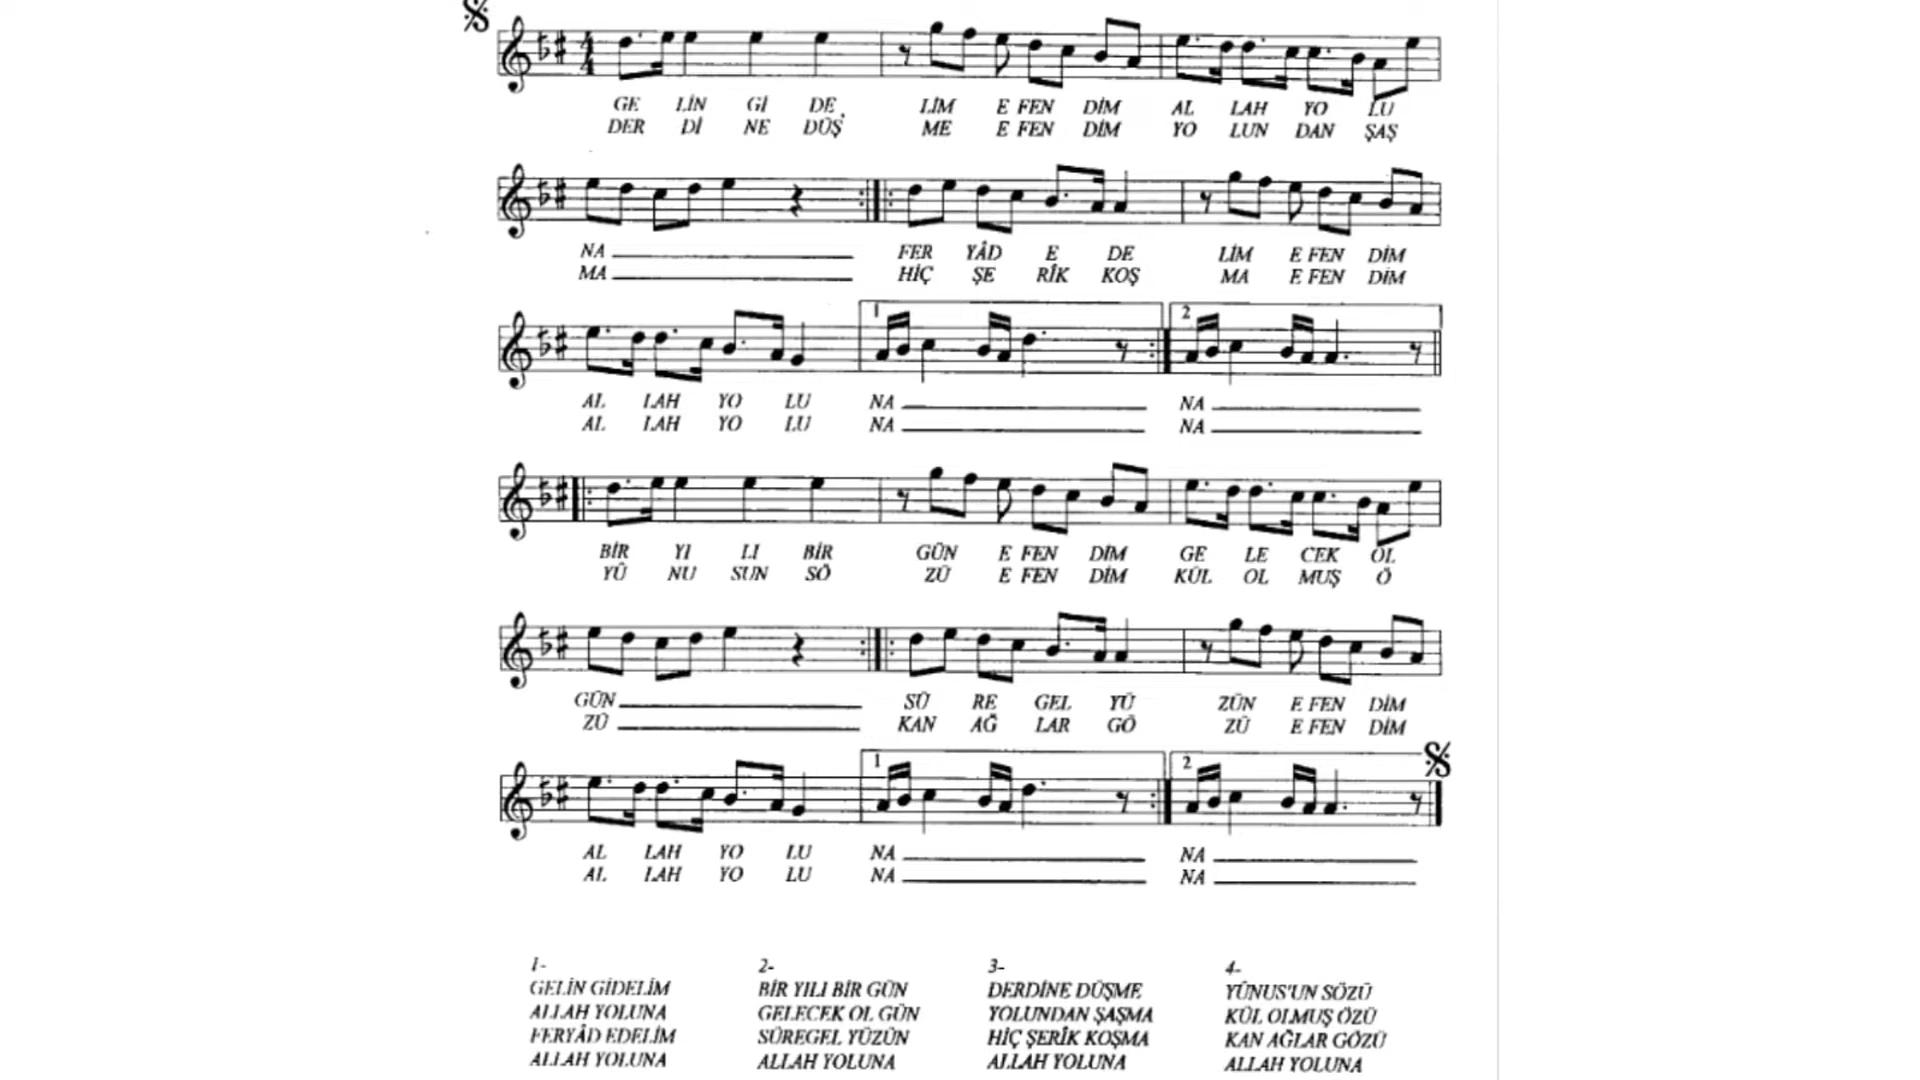 GE LİN Gİ DE LİM E FEN DİM AL LAH YO LU
DER Dİ NE DÜŞ ME E FEN DİM YO LUN DAN ŞAŞ
NA FER YÂD E DE LİM E FEN DİM
MA HİÇ ŞE RÎK KOŞ MA E FEN DİM
1 2
AL LAH YO LU NA NA
AL LAH YO LU NA NA
BİR YI LI BİR GÜN E FEN DİM GE LE CEK OL
YÛ NU SUN SÖ ZÜ E FEN DİM KÜL OL MUŞ Ö
GÜN SÜ RE GEL YÜ ZÜN E FEN DİM
ZÜ KAN AĞ LAR GÖ ZÜ E FEN DİM
1 2
AL LAH YO LU NA NA
AL LAH YO LU NA NA
1-
GELİN GİDELİM
ALLAH YOLUNA
FERYÂD EDELİM
ALLAH YOLUNA
2-
BİR YILI BİR GÜN
GELECEK OL GÜN
SÜREGEL YÜZÜN
ALLAH YOLUNA
3-
DERDİNE DÜŞME
YOLUNDAN ŞAŞMA
HİÇ ŞERÎK KOŞMA
ALLAH YOLUNA
4-
YÛNUS'UN SÖZÜ
KÜL OLMUŞ ÖZÜ
KAN AĞLAR GÖZÜ
ALLAH YOLUNA